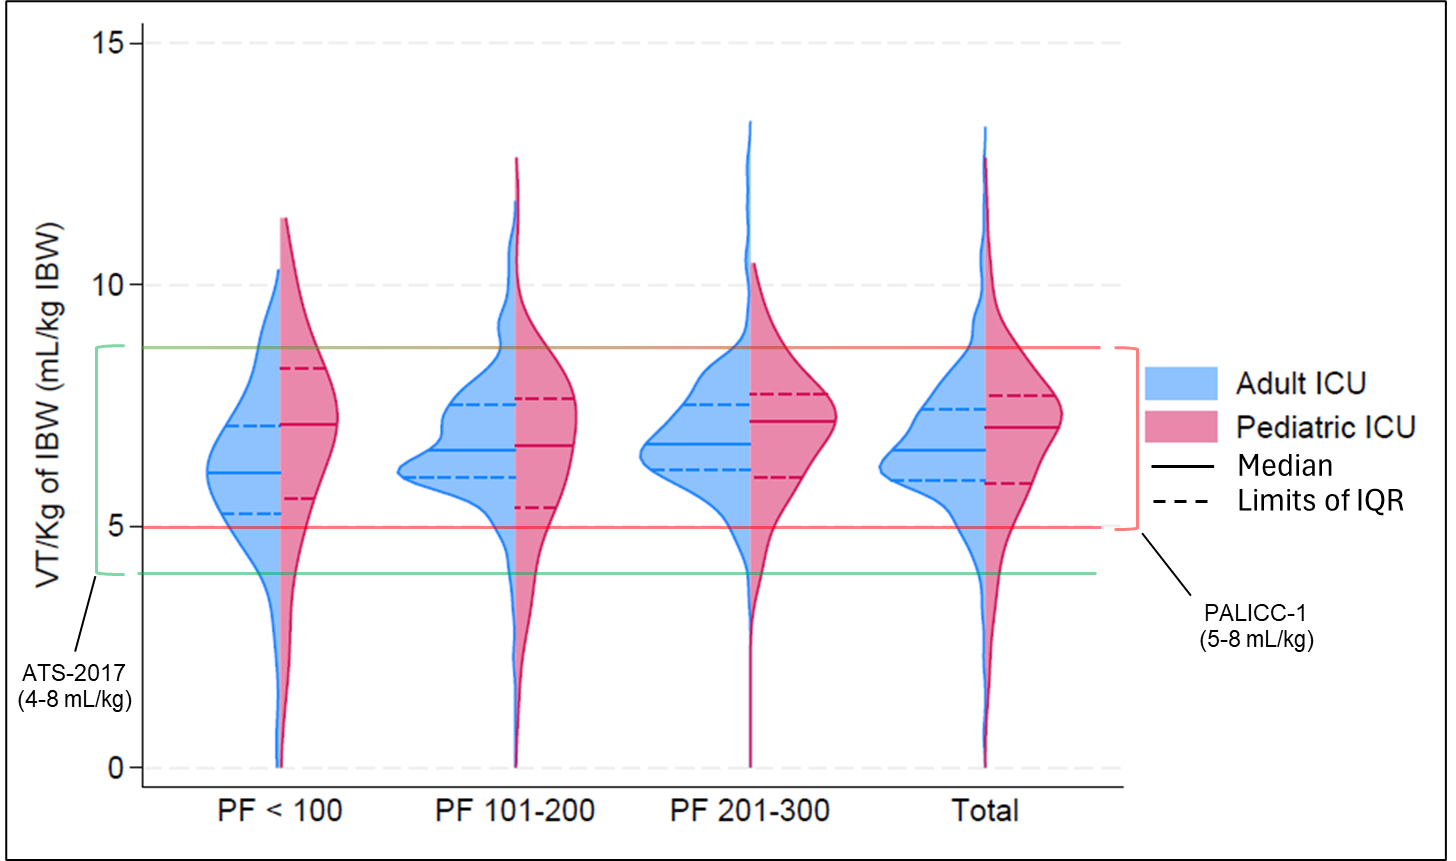 VT/Kg of IBW (mL/kg IBW)
15
10
5
0
PF < 100
PF 101-200
PF 201-300
Total
Adult ICU
Pediatric ICU
Median
Limits of IQR
ATS-2017
(4-8 mL/kg)
PALICC-1
(5-8 mL/kg)